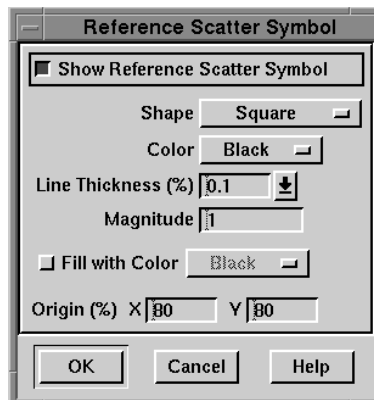 Reference Scatter Symbol
Show Reference Scatter Symbol
Shape Square
Color Black
Line Thickness (%) 0.1
Magnitude 1
Fill with Color Black
Origin (%) X 80 Y 80
OK Cancel Help